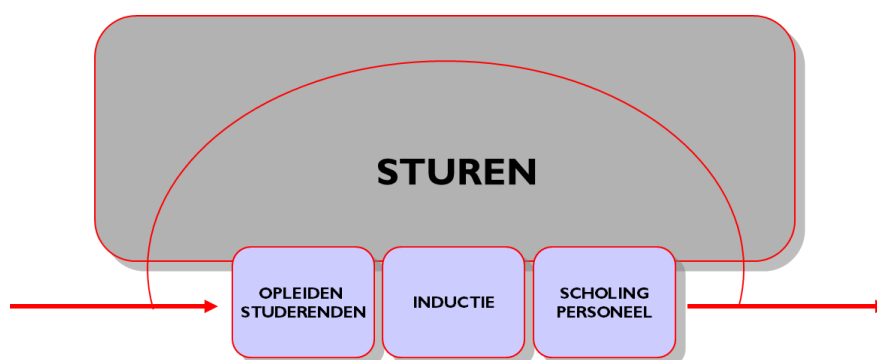 STUREN
OPLEIDEN
STUDERENDEN
INDUCTIE
SCHOLING
PERSONEEL